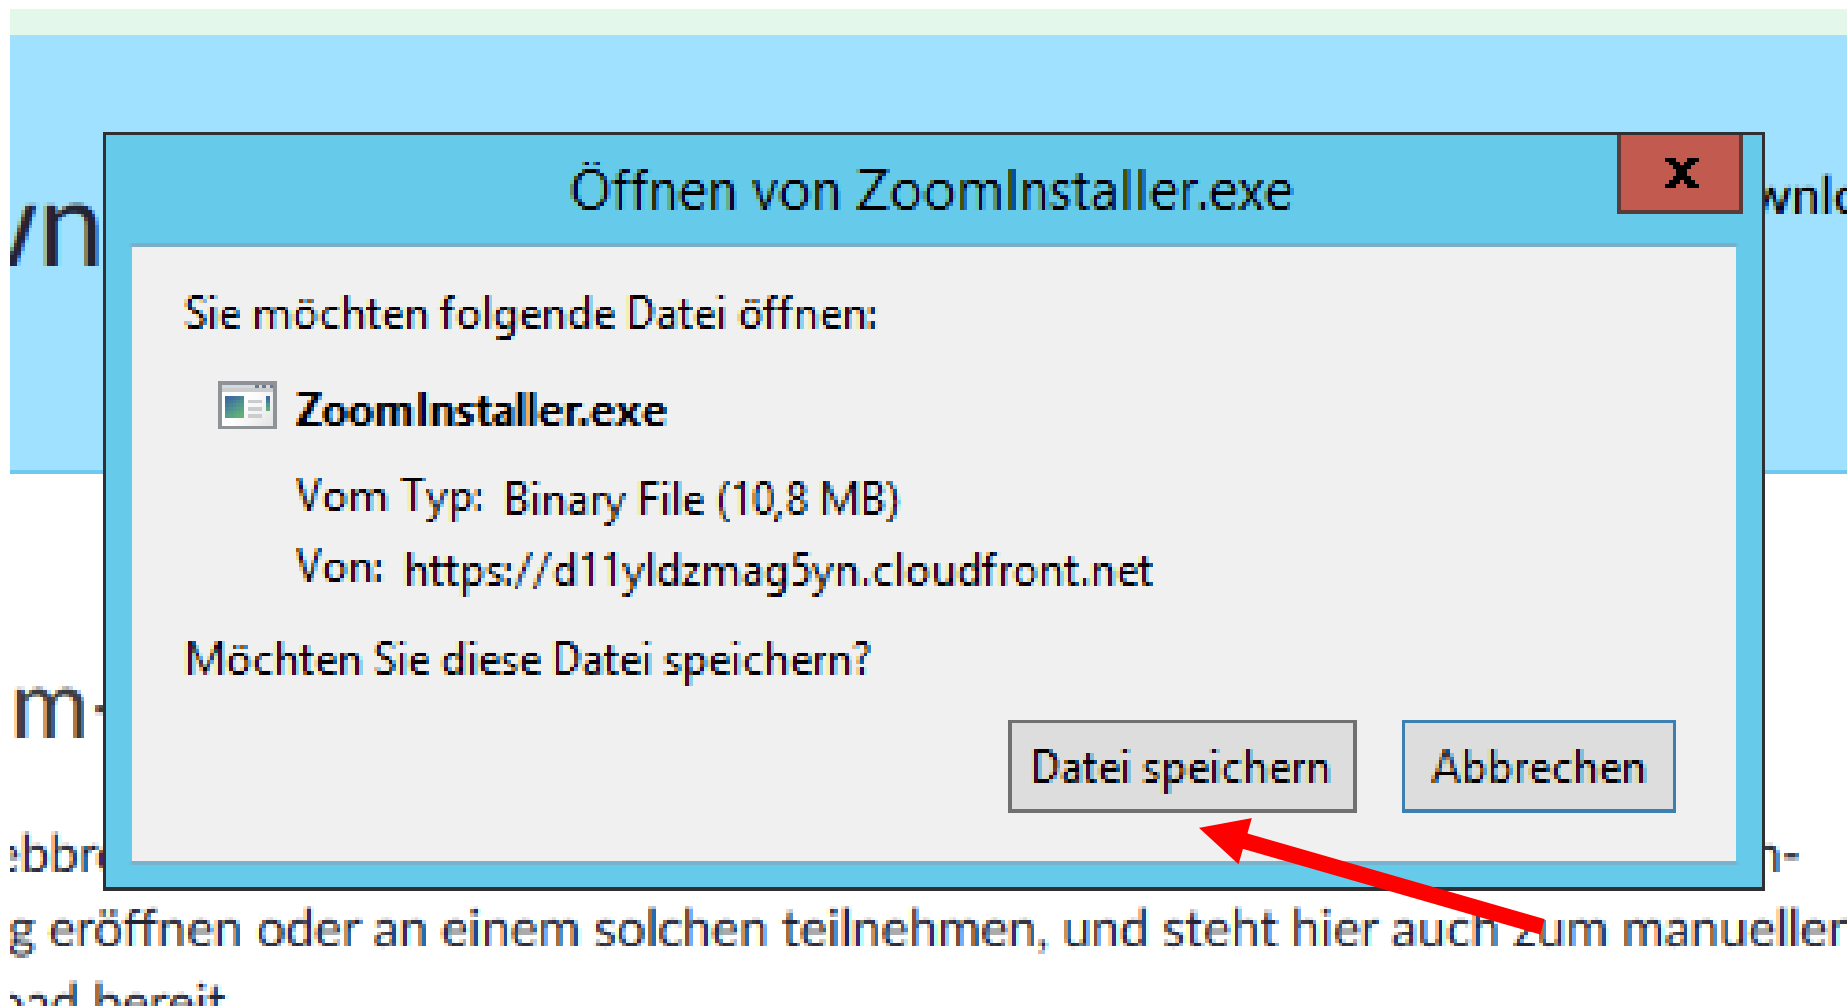 Öffnen von ZoomInstaller.exe
x
Sie möchten folgende Datei öffnen:
ZoomInstaller.exe
Vom Typ: Binary File (10,8 MB)
Von: https://d11yldzmag5yn.cloudfront.net
Möchten Sie diese Datei speichern?
Datei speichern
Abbrechen
g eröffnen oder an einem solchen teilnehmen, und steht hier auch zum manuellen
bereit